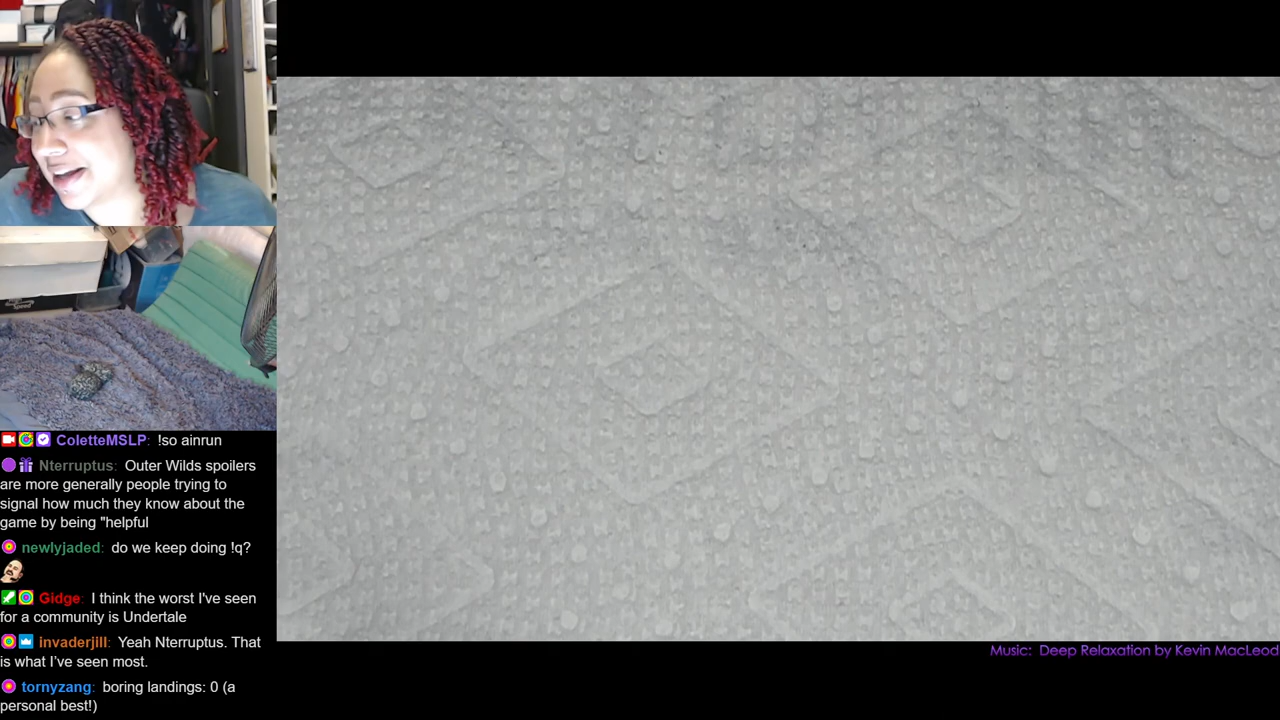 ColetteMSLP: !so ainrun
Nterruptus: Outer Wilds spoilers
are more generally people trying to
signal how much they know about the
game by being "helpful
newlyjaded: do we keep doing !q?
Gidge: I think the worst I've seen
for a community is Undertale
invaderjill: Yeah Nterruptus. That
is what I've seen most.
tornyzang: boring landings: 0 (a
personal best!)
Music: Deep Relaxation by Kevin MacLeod